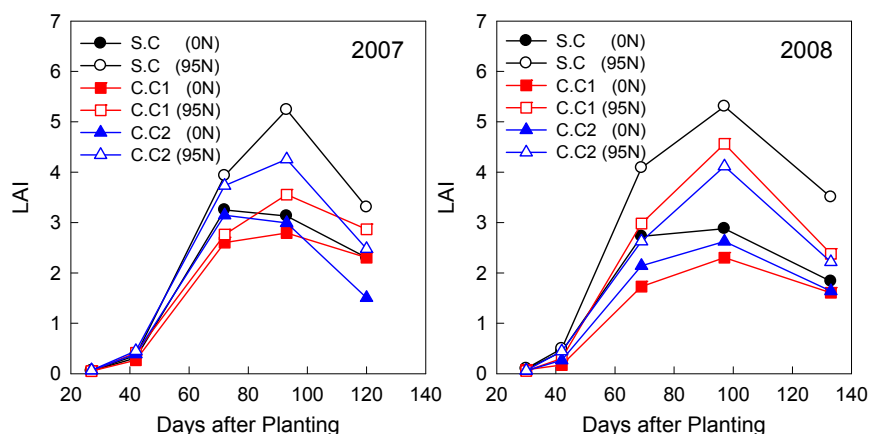 7
6
5
4
3
2
1
0
LAI
2007
S.C (0N)
S.C (95N)
C.C1 (0N)
C.C1 (95N)
C.C2 (0N)
C.C2 (95N)
20 40 60 80 100 120 140
Days after Planting
7
6
5
4
3
2
1
0
LAI
2008
S.C (0N)
S.C (95N)
C.C1 (0N)
C.C1 (95N)
C.C2 (0N)
C.C2 (95N)
20 40 60 80 100 120 140
Days after Planting